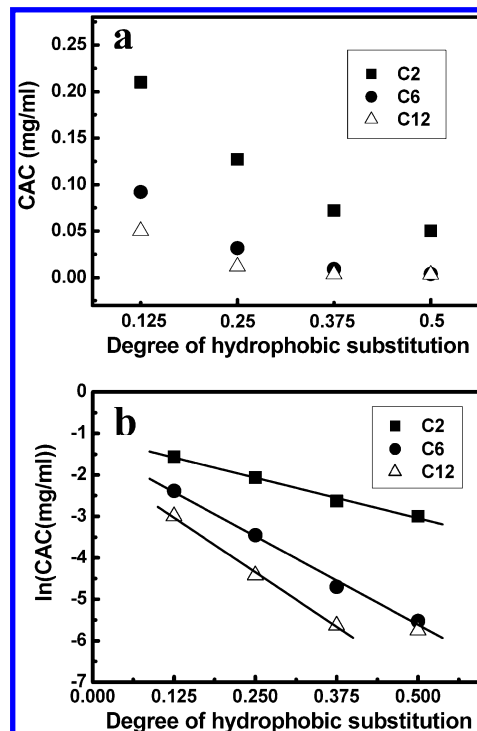 a
C2
C6
C12
CAC (mg/ml)
0.25
0.20
0.15
0.10
0.05
0.00
0.125 0.25 0.375 0.5
Degree of hydrophobic substitution
b
C2
C6
C12
ln(CAC(mg/ml))
0
-1
-2
-3
-4
-5
-6
-7
0.000 0.125 0.250 0.375 0.500
Degree of hydrophobic substitution